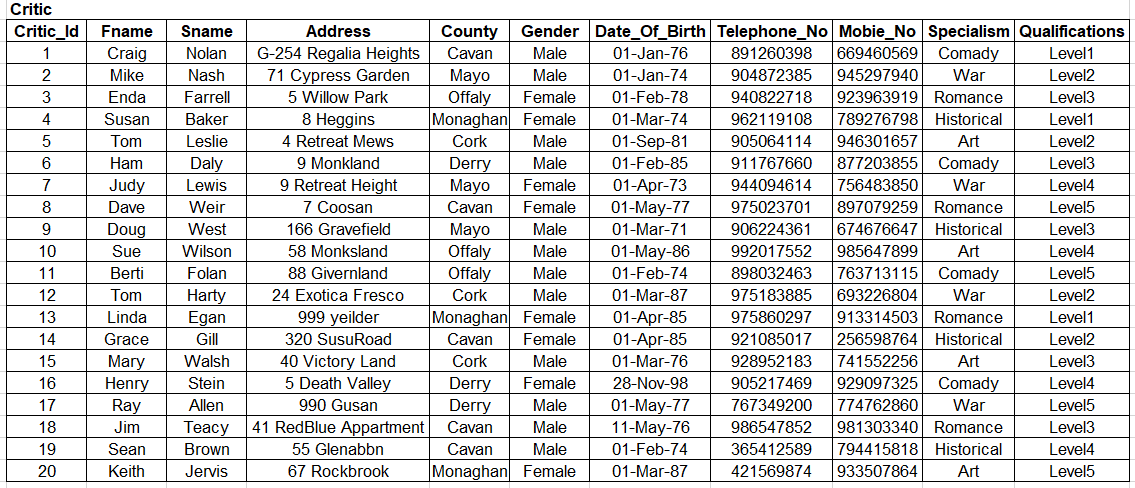 Critic
Critic_Id Fname Sname Address County Gender Date_Of_Birth Telephone_No Mobie_No Specialism Qualifications
1 Craig Nolan G-254 Regalia Heights Cavan Male 01-Jan-76 891260398 669460569 Comady Level1
2 Mike Nash 71 Cypress Garden Mayo Male 01-Jan-74 904872385 945297940 War Level2
3 Enda Farrell 5 Willow Park Offaly Female 01-Feb-78 940822718 923963919 Romance Level3
4 Susan Baker 8 Heggins Monaghan Female 01-Mar-74 962119108 789276798 Historical Level1
5 Tom Leslie 4 Retreat Mews Cork Male 01-Sep-81 905064114 946301657 Art Level2
6 Ham Daly 9 Monkland Derry Male 01-Feb-85 911767660 877203855 Comady Level3
7 Judy Lewis 9 Retreat Height Mayo Female 01-Apr-73 944094614 756483850 War Level4
8 Dave Weir 7 Coosan Cavan Female 01-May-77 975023701 897079259 Romance Level5
9 Doug West 166 Gravefield Mayo Male 01-Mar-71 906224361 674676647 Historical Level3
10 Sue Wilson 58 Monksland Offaly Male 01-May-86 992017552 985647899 Art Level4
11 Berti Folan 88 Givernland Offaly Male 01-Feb-74 898032463 763713115 Comady Level5
12 Tom Harty 24 Exotica Fresco Cork Male 01-Mar-87 975183885 693226804 War Level2
13 Linda Egan 999 yeilder Monaghan Female 01-Apr-85 975860297 913314503 Romance Level1
14 Grace Gill 320 SusuRoad Cavan Female 01-Apr-85 921085017 256598764 Historical Level2
15 Mary Walsh 40 Victory Land Cork Male 01-Mar-76 928952183 741552256 Art Level3
16 Henry Stein 5 Death Valley Derry Female 28-Nov-98 905217469 929097325 Comady Level4
17 Ray Allen 990 Gusan Derry Male 01-May-77 767349200 774762860 War Level5
18 Jim Teacy 41 RedBlue Appartment Cavan Male 11-May-76 986547852 981303340 Romance Level3
19 Sean Brown 55 Glenabbn Cavan Male 01-Feb-74 365412589 794415818 Historical Level4
20 Keith Jervis 67 Rockbrook Monaghan Female 01-Mar-87 421569874 933507864 Art Level5